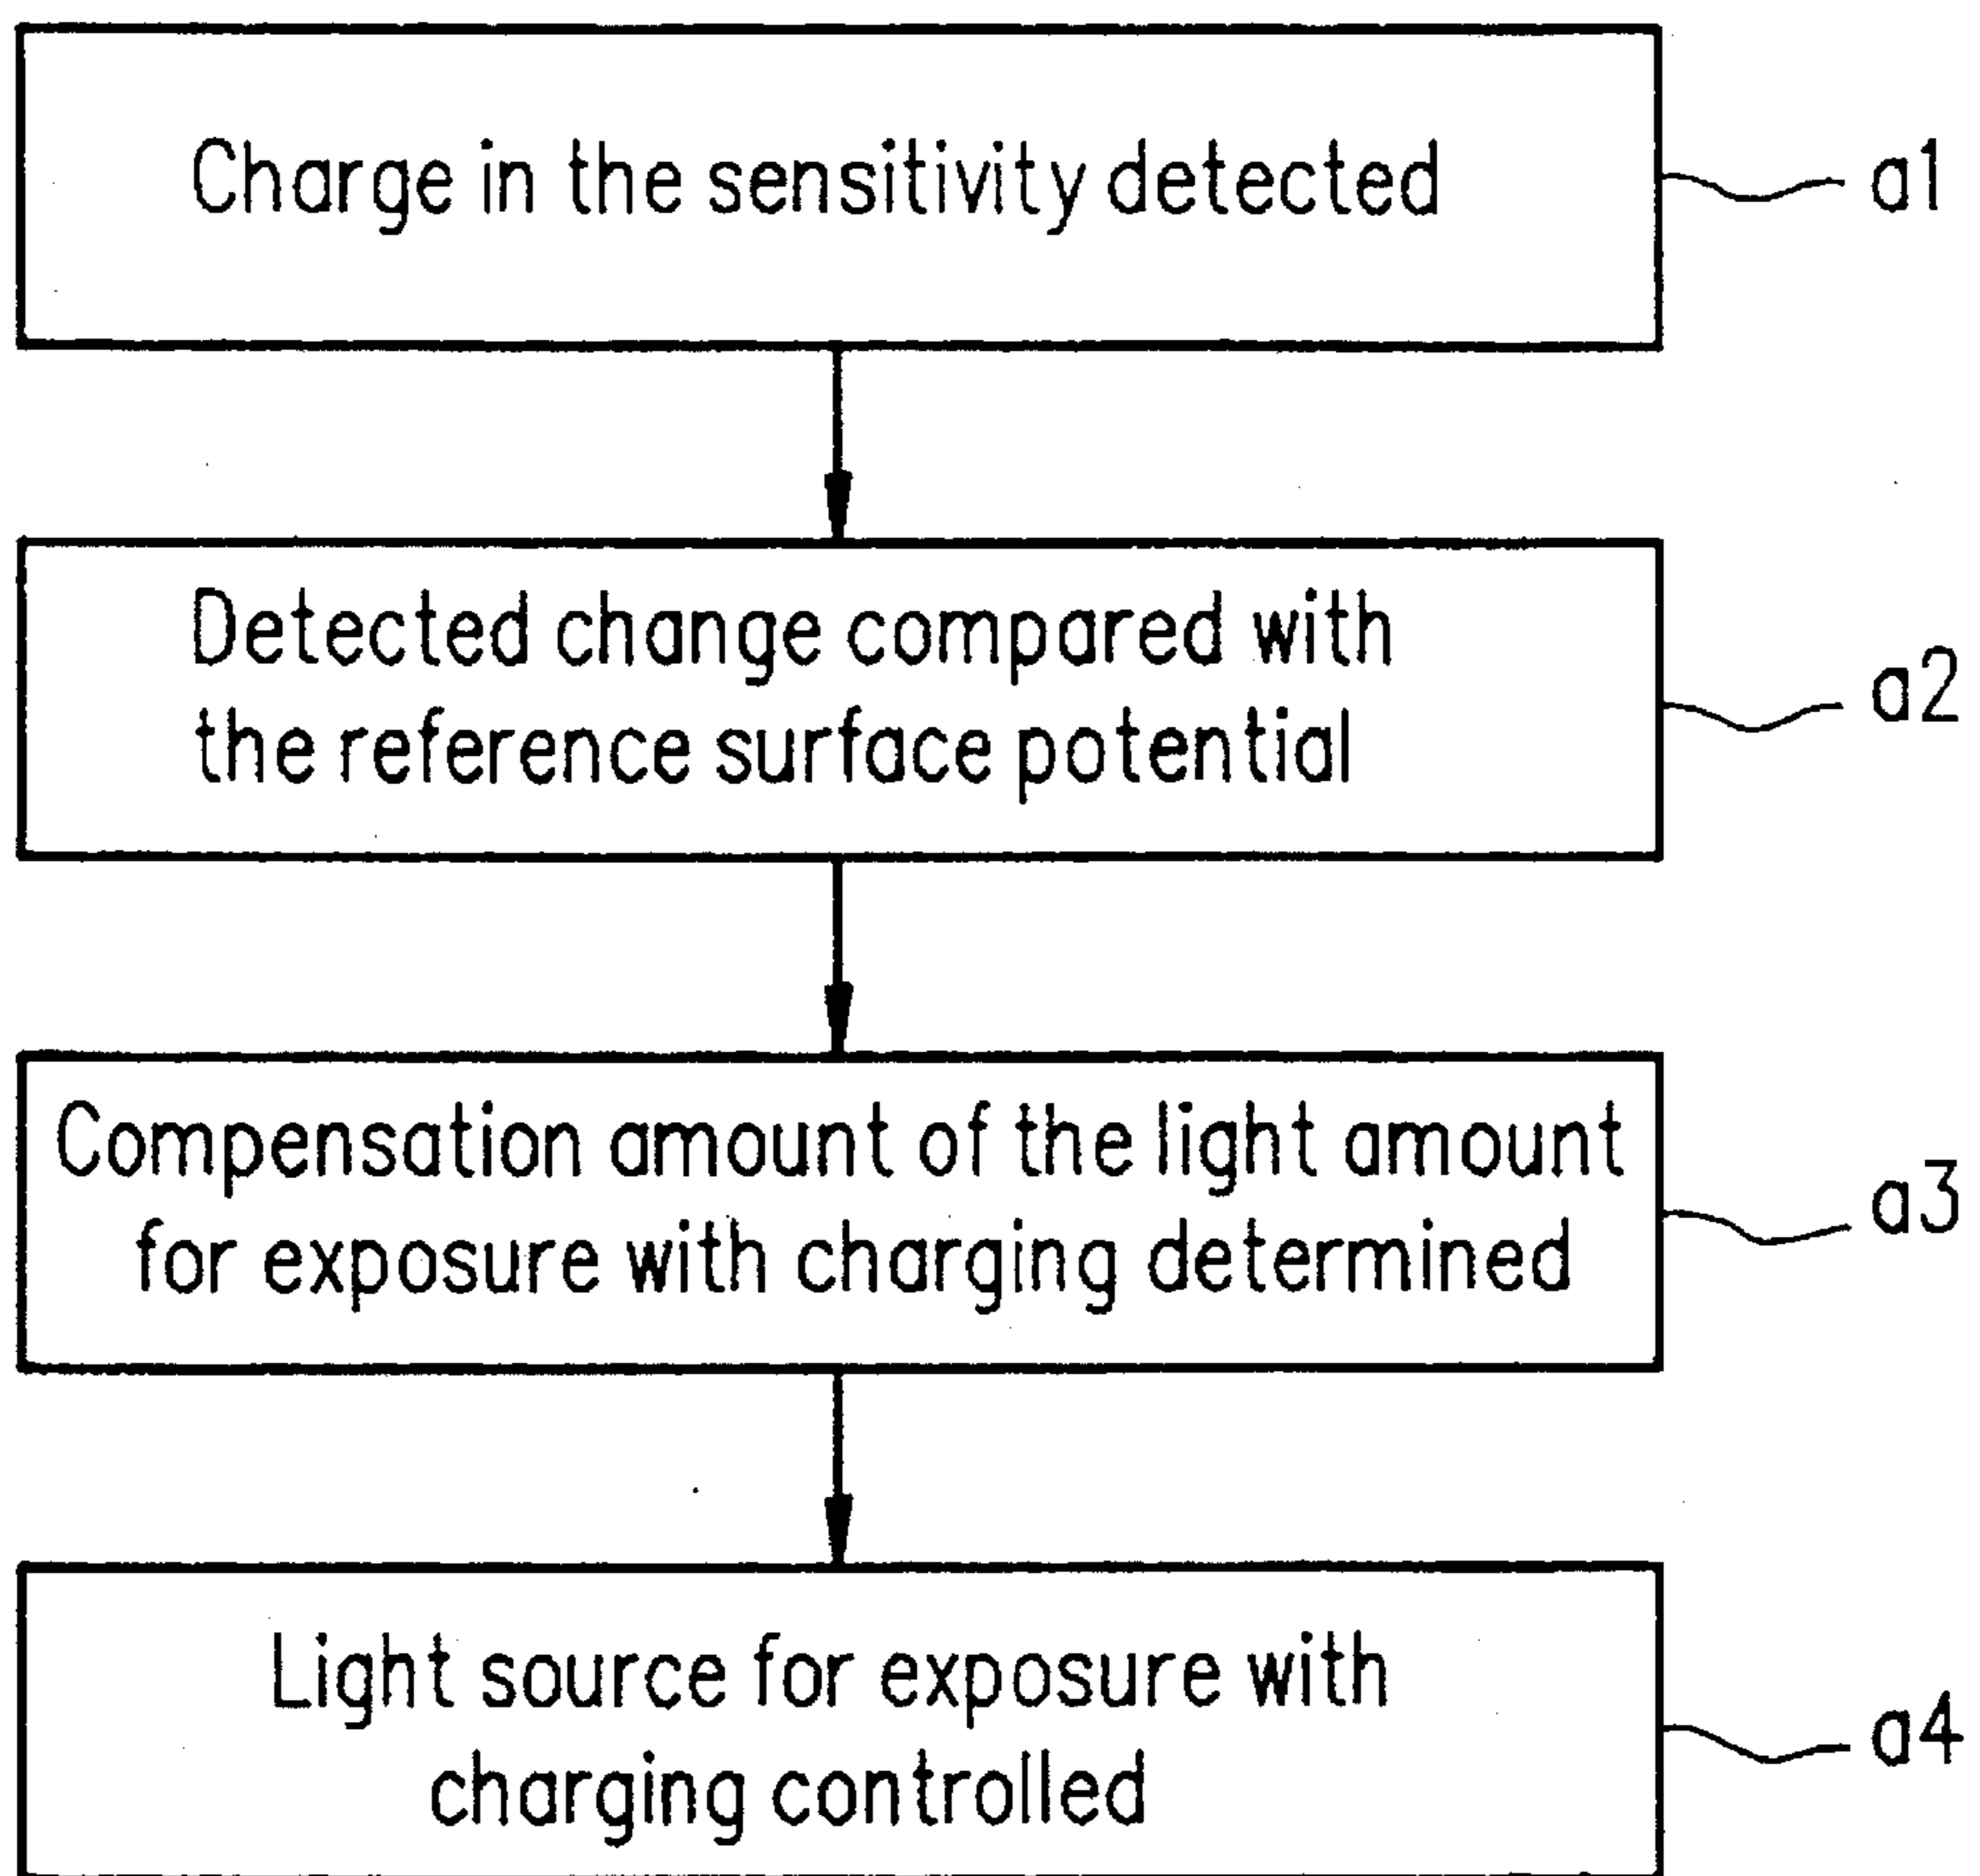 Charge in the sensitivity detected
a1
Detected change compared with
the reference surface potential
a2
Compensation amount of the light amount
for exposure with charging determined
a3
Light source for exposure with
charging controlled
a4